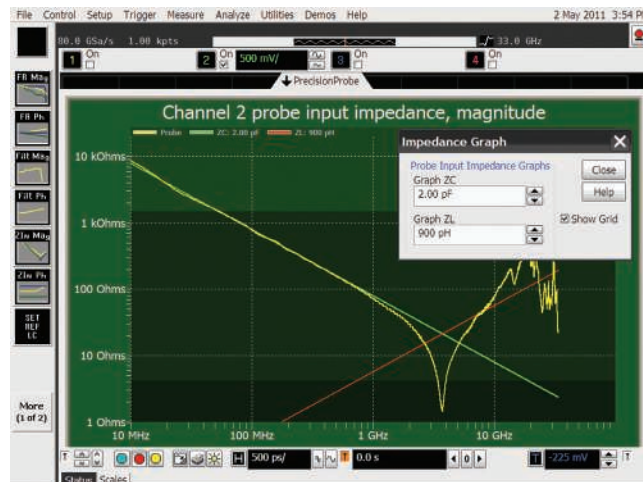 File Control Setup Trigger Measure Analyze Utilities Demos Help 2 May 2011 3:54 P
80.0 GSa/s 1.00 kpts 33.0 GHz
1 On 2 On 500 mV/ 3 On 4 On
PrecisionProbe
FR Mag
FR Ph
Filt Mag
Filt Ph
ZIn Mag
ZIn Ph
SET
REF
LC
More
(1 of 2)
Channel 2 probe input impedance, magnitude
Probe ZC: 2.00 pF ZL: 900 pH
10 kOhms
1 kOhms
100 Ohms
10 Ohms
1 Ohms
10 MHz 100 MHz 1 GHz 10 GHz
Impedance Graph
Probe Input Impedance Graphs
Graph ZC
2.00 pF
Graph ZL
900 pH
Close
Help
Show Grid
T H 500 ps/ T 0.0 s 0 T -225 mV T
Status Scales